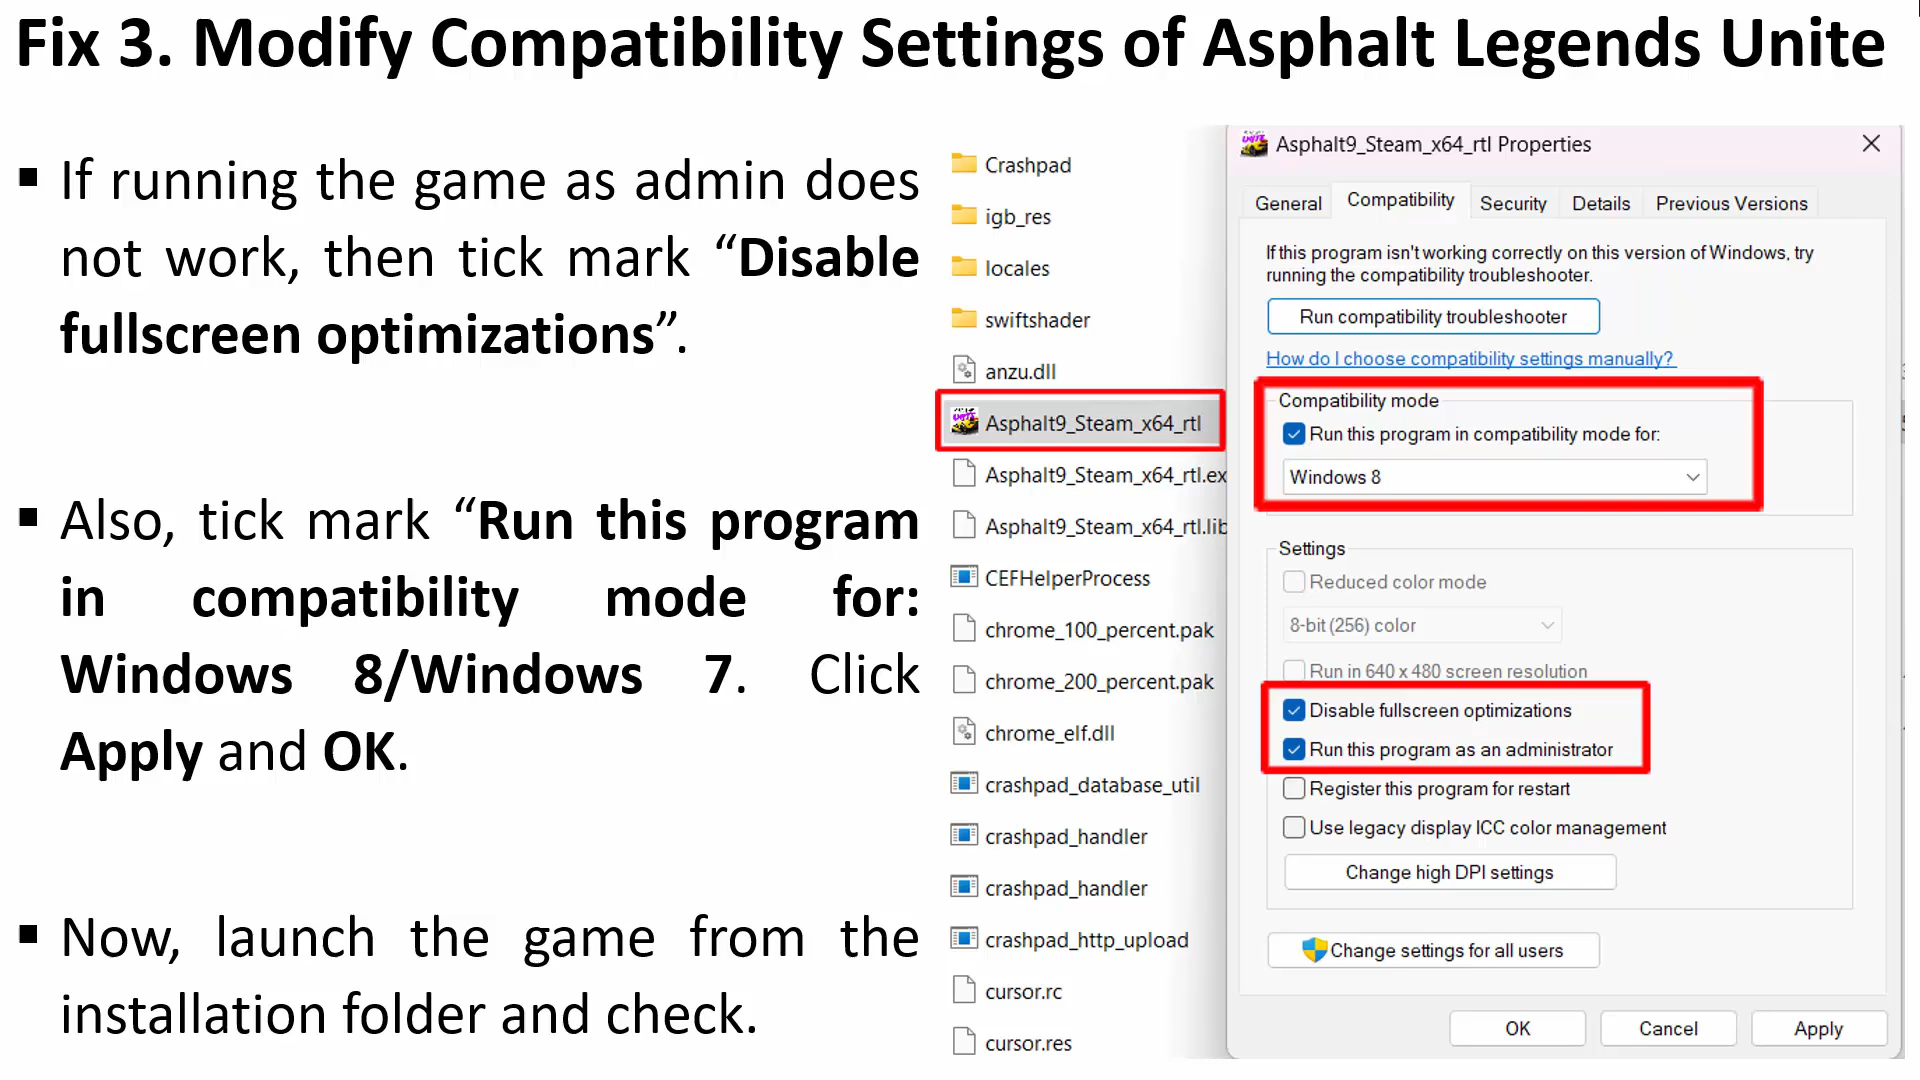 Fix 3. Modify Compatibility Settings of Asphalt Legends Unite
▪ If running the game as admin does
not work, then tick mark “Disable
fullscreen optimizations”.
▪ Also, tick mark “Run this program
in compatibility mode for:
Windows 8/Windows 7. Click
Apply and OK.
▪ Now, launch the game from the
installation folder and check.
Crashpad
igb_res
locales
swiftshader
anzu.dll
Asphalt9_Steam_x64_rtl
Asphalt9_Steam_x64_rtl.ex
Asphalt9_Steam_x64_rtl.lib
CEFHelperProcess
chrome_100_percent.pak
chrome_200_percent.pak
chrome_elf.dll
crashpad_database_util
crashpad_handler
crashpad_handler
crashpad_http_upload
cursor.rc
cursor.res
Asphalt9_Steam_x64_rtl Properties
General Compatibility Security Details Previous Versions
If this program isn't working correctly on this version of Windows, try
running the compatibility troubleshooter.
Run compatibility troubleshooter
How do I choose compatibility settings manually?
Compatibility mode
Run this program in compatibility mode for:
Windows 8
Settings
Reduced color mode
8-bit (256) color
Run in 640 x 480 screen resolution
Disable fullscreen optimizations
Run this program as an administrator
Register this program for restart
Use legacy display ICC color management
Change high DPI settings
Change settings for all users
OK Cancel Apply